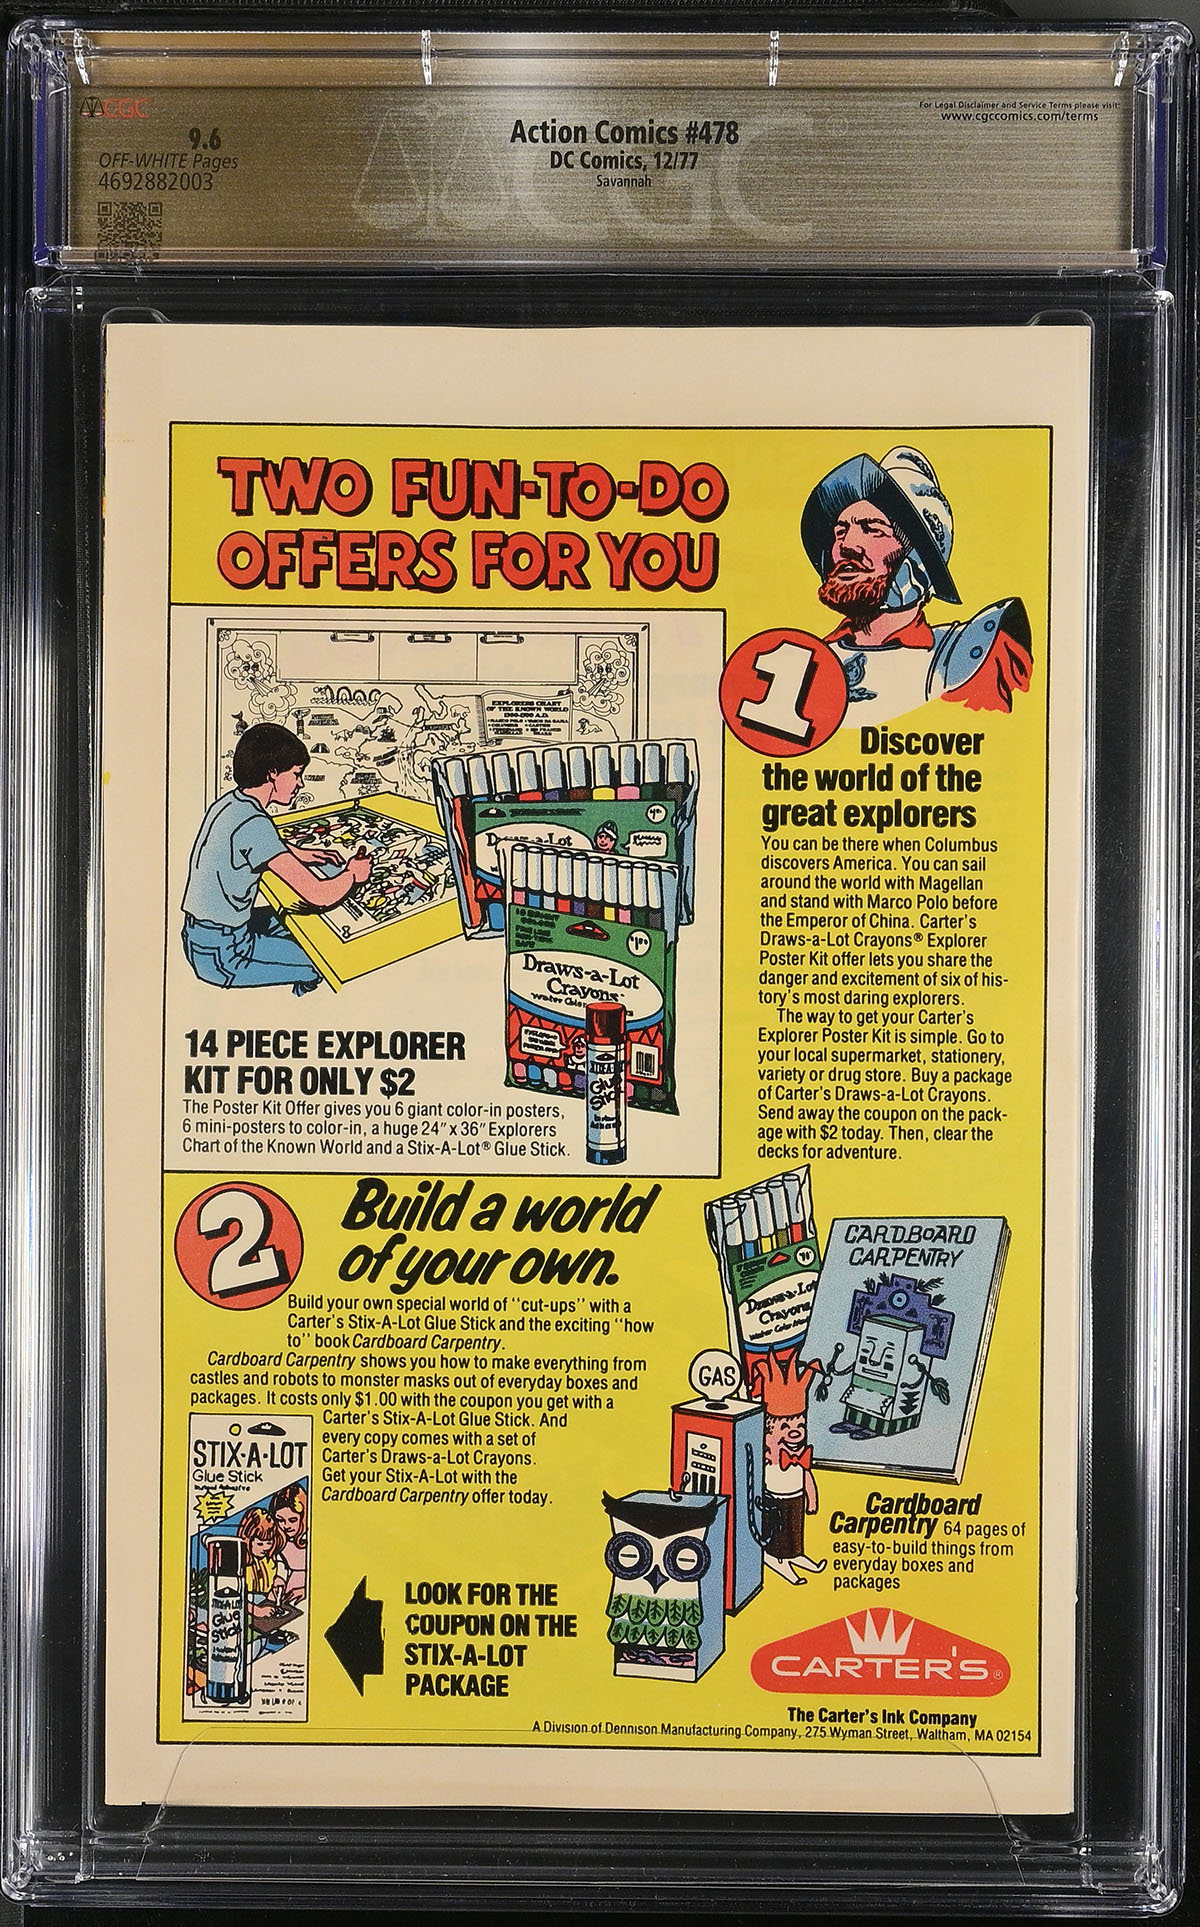 CGC
For Legal Disclaimer and Service Terms please visit:
www.cgccomics.com/terms
9.6
OFF-WHITE Pages
4692882003
Action Comics #478
DC Comics, 12/77
Savannah
CGC
TWO FUN-TO-DO
OFFERS FOR YOU
1
EXPLORERS CHART
OF THE KNOWN WORLD
Discover
the world of the
great explorers
You can be there when Columbus
discovers America. You can sail
around the world with Magellan
and stand with Marco Polo before
the Emperor of China. Carter's
Draws-a-Lot Crayons® Explorer
Poster Kit offer lets you share the
danger and excitement of six of his-
tory's most daring explorers.
The way to get your Carter's
Explorer Poster Kit is simple. Go to
your local supermarket, stationery,
variety or drug store. Buy a package
of Carter's Draws-a-Lot Crayons.
Send away the coupon on the pack-
age with $2 today. Then, clear the
decks for adventure.
Draws-a-Lot
Draws-a-Lot
Crayons
Water Color
Glue
Stick
14 PIECE EXPLORER
KIT FOR ONLY $2
The Poster Kit Offer gives you 6 giant color-in posters,
6 mini-posters to color-in, a huge 24" x 36" Explorers
Chart of the Known World and a Stix-A-Lot® Glue Stick.
2
Build a world
of your own.
Build your own special world of "cut-ups" with a
Carter's Stix-A-Lot Glue Stick and the exciting "how
to" book Cardboard Carpentry.
Cardboard Carpentry shows you how to make everything from
castles and robots to monster masks out of everyday boxes and
packages. It costs only $1.00 with the coupon you get with a
Carter's Stix-A-Lot Glue Stick. And
every copy comes with a set of
Carter's Draws-a-Lot Crayons.
Get your Stix-A-Lot with the
Cardboard Carpentry offer today.
Draws-a-Lot
Crayons
CARDBOARD
CARPENTRY
GAS
STIX-A-LOT
Glue Stick
Glue
Stick
LOOK FOR THE
COUPON ON THE
STIX-A-LOT
PACKAGE
Cardboard
Carpentry 64 pages of
easy-to-build things from
everyday boxes and
packages
CARTER'S®
The Carter's Ink Company
A Division of Dennison Manufacturing Company, 275 Wyman Street, Waltham, MA 02154